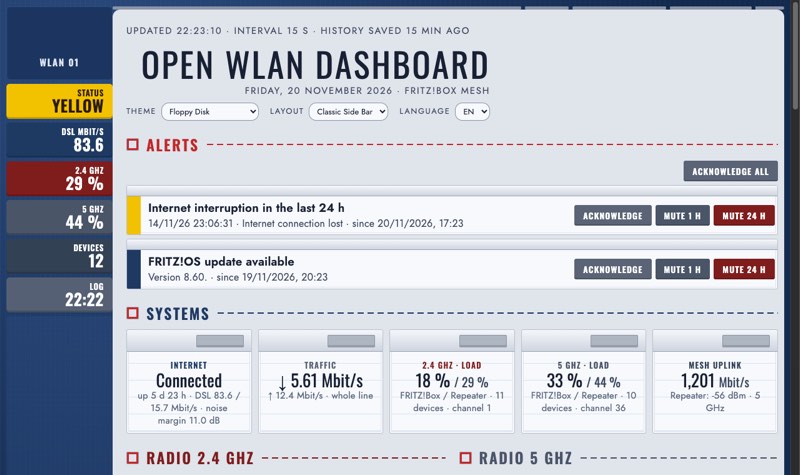 UPDATED 22:23:10 · INTERVAL 15 S · HISTORY SAVED 15 MIN AGO
OPEN WLAN DASHBOARD
FRIDAY, 20 NOVEMBER 2026 · FRITZ!BOX MESH
THEME Floppy Disk LAYOUT Classic Side Bar LANGUAGE EN
WLAN 01
STATUS
YELLOW
DSL MBIT/S
83.6
2.4 GHZ
29 %
5 GHZ
44 %
DEVICES
12
LOG
22:22
ALERTS
ACKNOWLEDGE ALL
Internet interruption in the last 24 h
14/11/26 23:06:31 · Internet connection lost · since 20/11/2026, 17:23
ACKNOWLEDGE MUTE 1 H MUTE 24 H
FRITZ!OS update available
Version 8.60. · since 19/11/2026, 20:23
ACKNOWLEDGE MUTE 1 H MUTE 24 H
SYSTEMS
INTERNET
Connected
up 5 d 23 h · DSL 83.6 /
15.7 Mbit/s · noise
margin 11.0 dB
TRAFFIC
↓ 5.61 Mbit/s
↑ 12.4 Mbit/s · whole line
2.4 GHZ · LOAD
18 % / 29 %
FRITZ!Box / Repeater · 11
devices · channel 1
5 GHZ · LOAD
33 % / 44 %
FRITZ!Box / Repeater · 10
devices · channel 36
MESH UPLINK
1,201 Mbit/s
Repeater: -56 dBm · 5
GHz
RADIO 2.4 GHZ
RADIO 5 GHZ